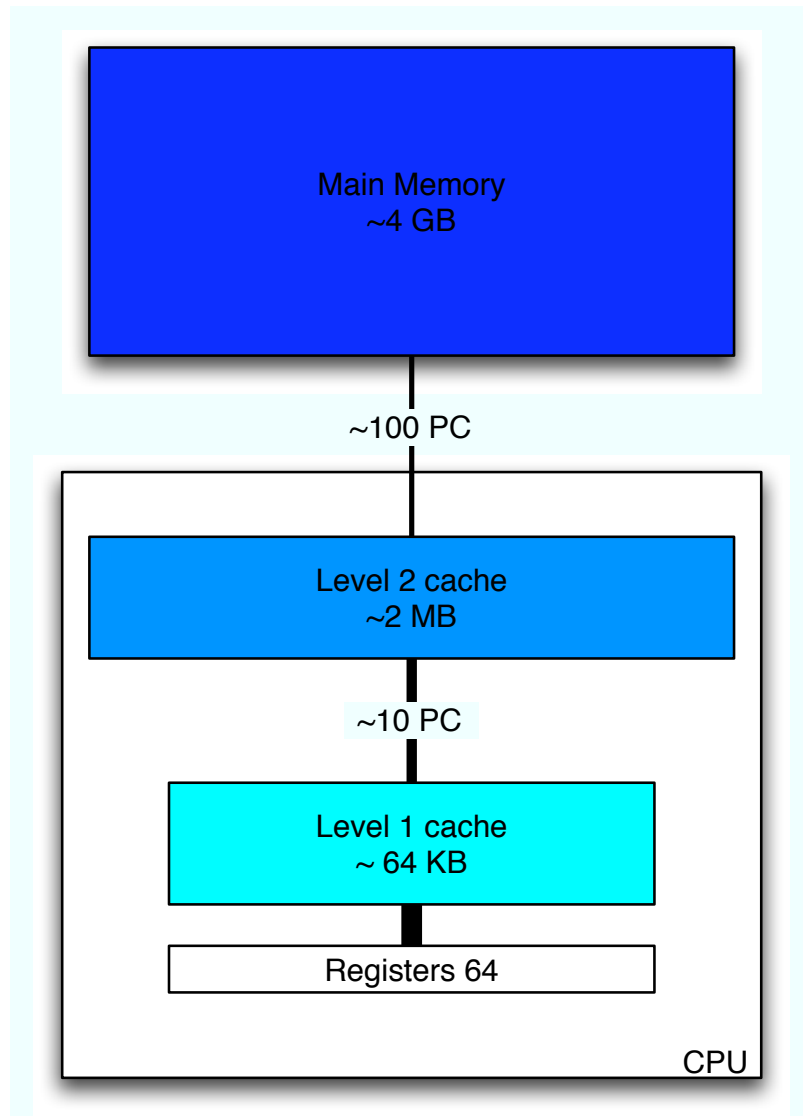 Main Memory
~4 GB
~100 PC
Level 2 cache
~2 MB
~10 PC
Level 1 cache
~ 64 KB
Registers 64
CPU